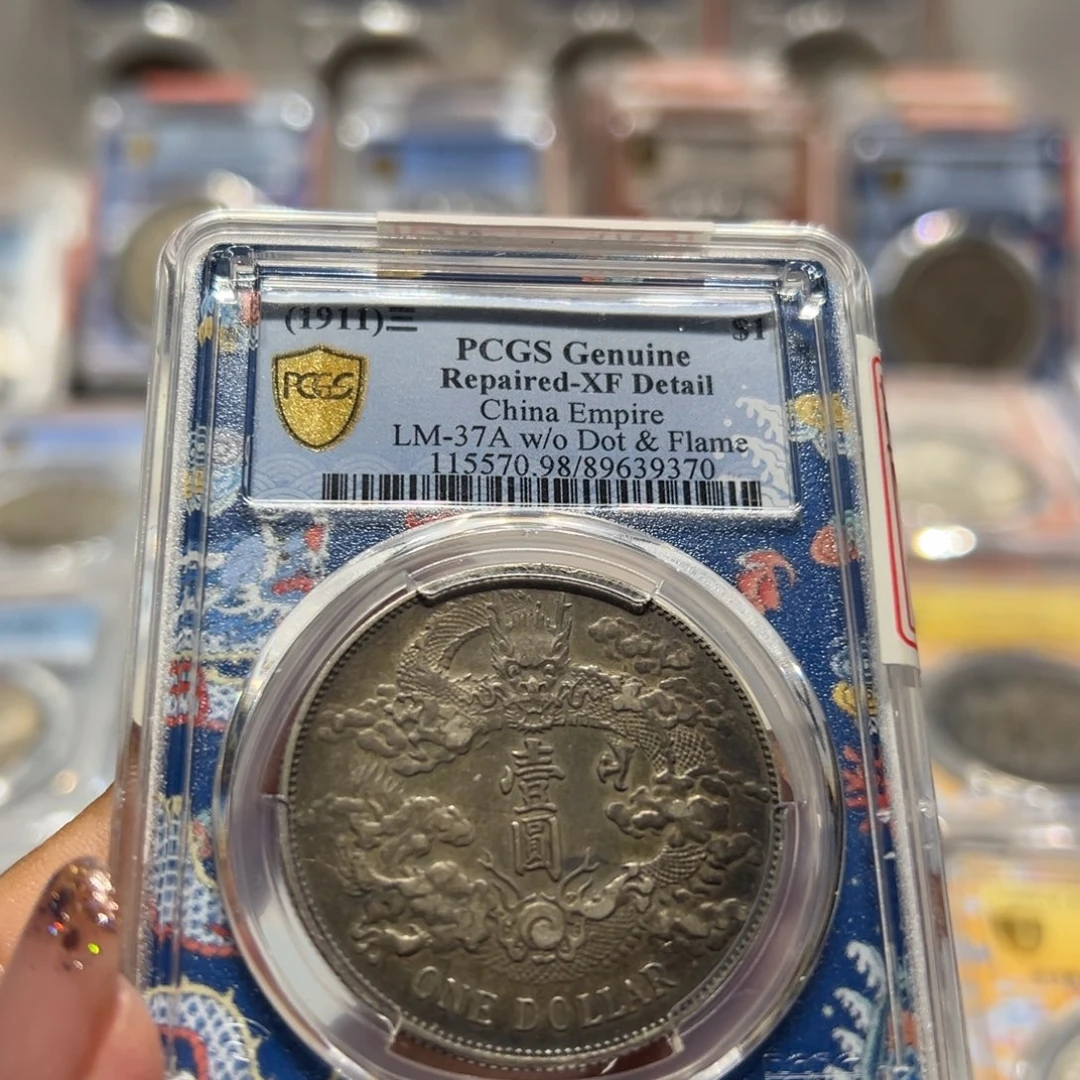 (1911)三 $1
PCGS Genuine
Repaired-XF Detail
China Empire
LM-37A w/o Dot & Flame
115570.98/89639370
PCGS
壹
圓
ONE DOLLAR